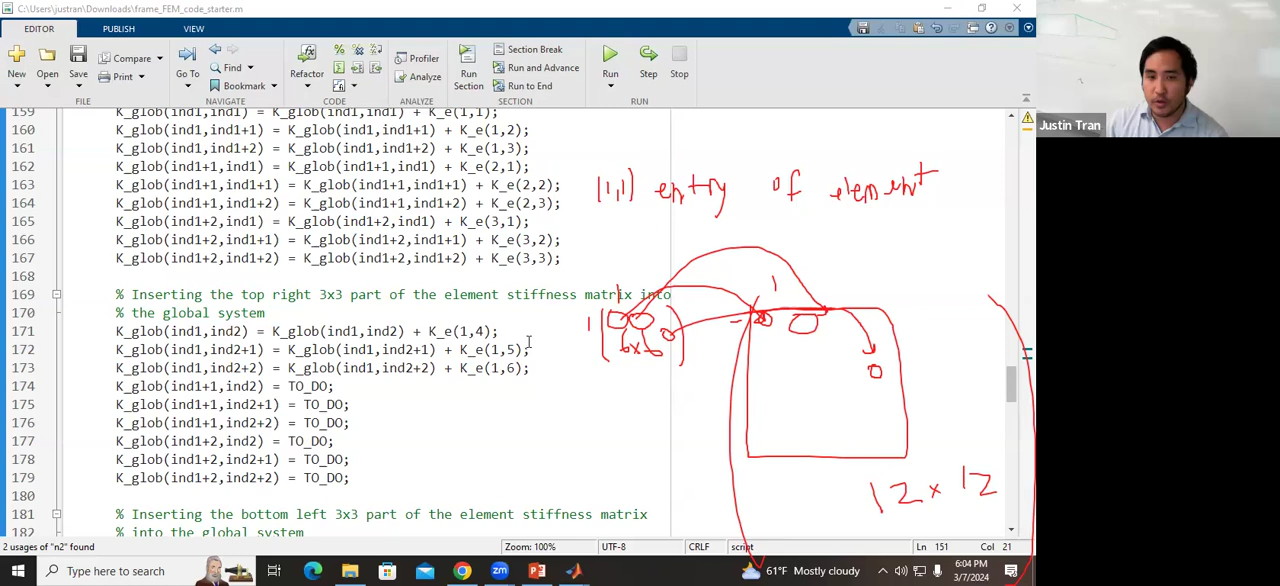 C:\Users\justran\Downloads\frame_FEM_code_starter.m
EDITOR PUBLISH VIEW
New Open Save Compare Print Go To Find Bookmark Refactor Profiler Analyze Run Section Section Break Run and Advance Run to End Run Step Stop
FILE NAVIGATE CODE ANALYZE SECTION RUN
Justin Tran
159 K_glob(ind1,ind1) = K_glob(ind1,ind1) + K_e(1,1);
160 K_glob(ind1,ind1+1) = K_glob(ind1,ind1+1) + K_e(1,2);
161 K_glob(ind1,ind1+2) = K_glob(ind1,ind1+2) + K_e(1,3);
162 K_glob(ind1+1,ind1) = K_glob(ind1+1,ind1) + K_e(2,1);
163 K_glob(ind1+1,ind1+1) = K_glob(ind1+1,ind1+1) + K_e(2,2);
164 K_glob(ind1+1,ind1+2) = K_glob(ind1+1,ind1+2) + K_e(2,3);
165 K_glob(ind1+2,ind1) = K_glob(ind1+2,ind1) + K_e(3,1);
166 K_glob(ind1+2,ind1+1) = K_glob(ind1+2,ind1+1) + K_e(3,2);
167 K_glob(ind1+2,ind1+2) = K_glob(ind1+2,ind1+2) + K_e(3,3);
(1,1) entry of element
168
169 % Inserting the top right 3x3 part of the element stiffness matrix into
170 % the global system
171 K_glob(ind1,ind2) = K_glob(ind1,ind2) + K_e(1,4);
172 K_glob(ind1,ind2+1) = K_glob(ind1,ind2+1) + K_e(1,5);
173 K_glob(ind1,ind2+2) = K_glob(ind1,ind2+2) + K_e(1,6);
174 K_glob(ind1+1,ind2) = TO_DO;
175 K_glob(ind1+1,ind2+1) = TO_DO;
176 K_glob(ind1+1,ind2+2) = TO_DO;
177 K_glob(ind1+2,ind2) = TO_DO;
178 K_glob(ind1+2,ind2+1) = TO_DO;
179 K_glob(ind1+2,ind2+2) = TO_DO;
1
1
1
6x6
12 x 12
180
181 % Inserting the bottom left 3x3 part of the element stiffness matrix
182 % into the global system
2 usages of "n2" found Zoom: 100% UTF-8 CRLF script Ln 151 Col 21
Type here to search 61°F Mostly cloudy 6:04 PM
3/7/2024